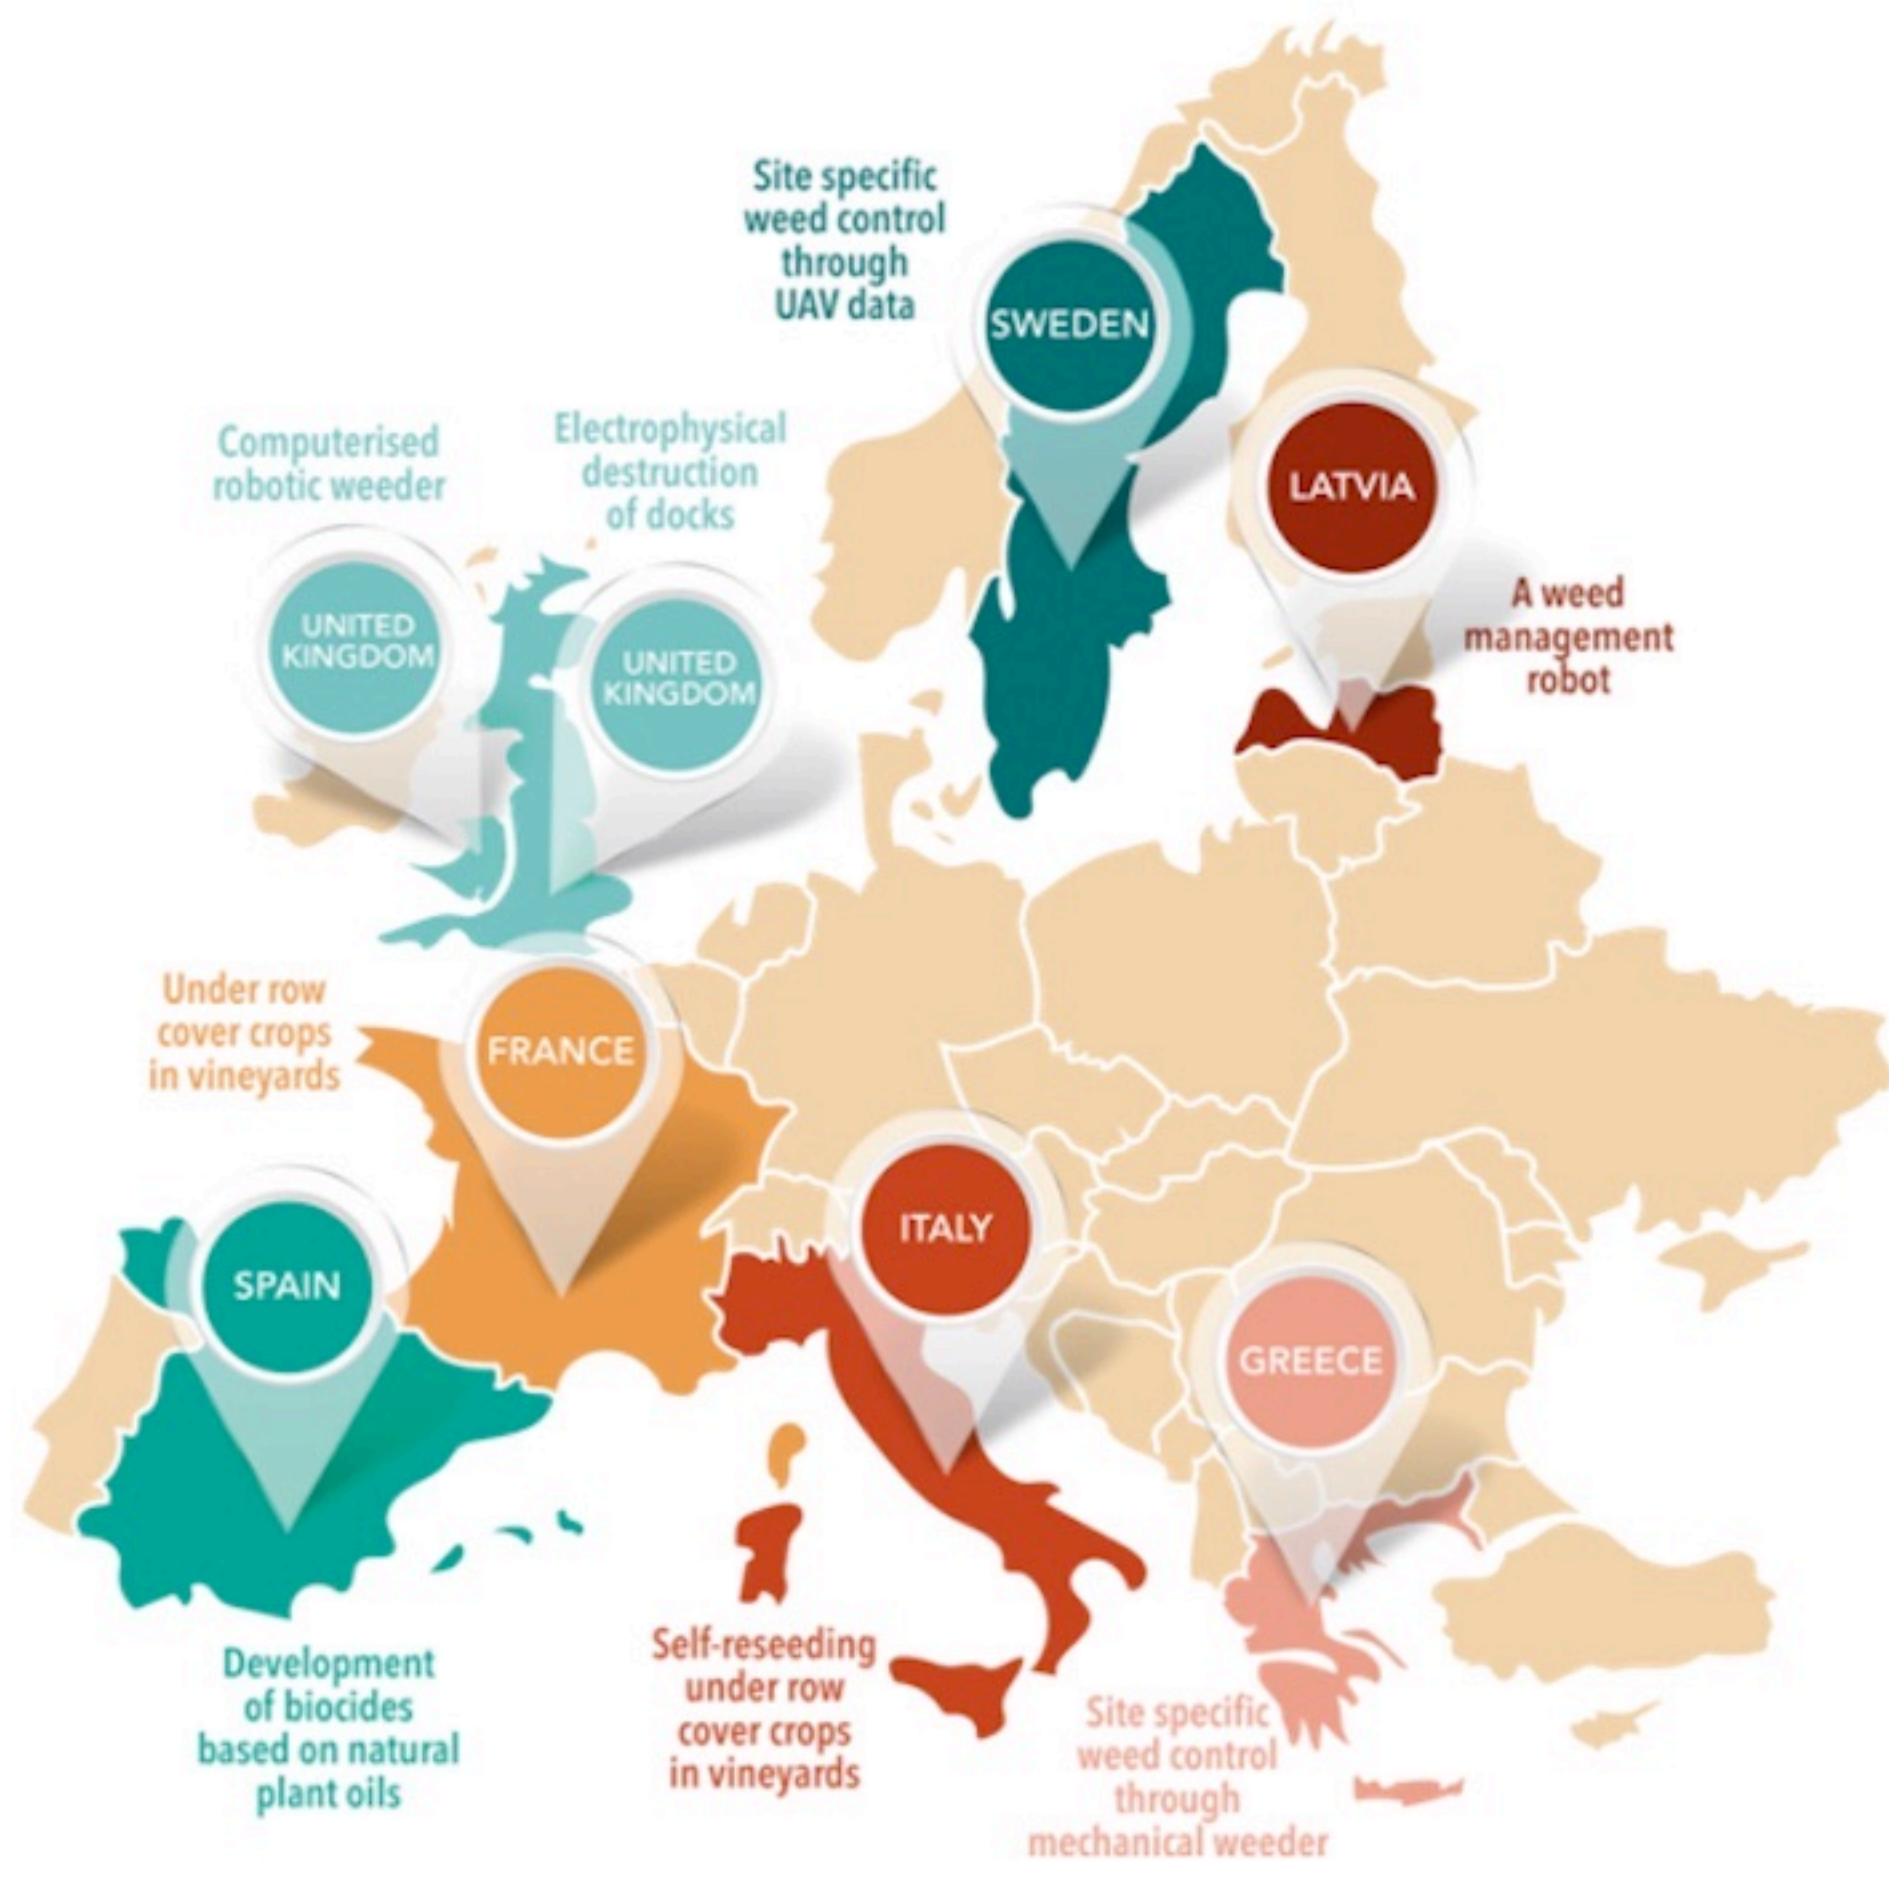 Site specific
weed control
through
UAV data
SWEDEN
Computerised
robotic weeder
Electrophysical
destruction
of docks
LATVIA
A weed
management
robot
UNITED
KINGDOM
UNITED
KINGDOM
Under row
cover crops
in vineyards
FRANCE
ITALY
SPAIN
GREECE
Development
of biocides
based on natural
plant oils
Self-reseeding
under row
cover crops
in vineyards
Site specific
weed control
through
mechanical weeder